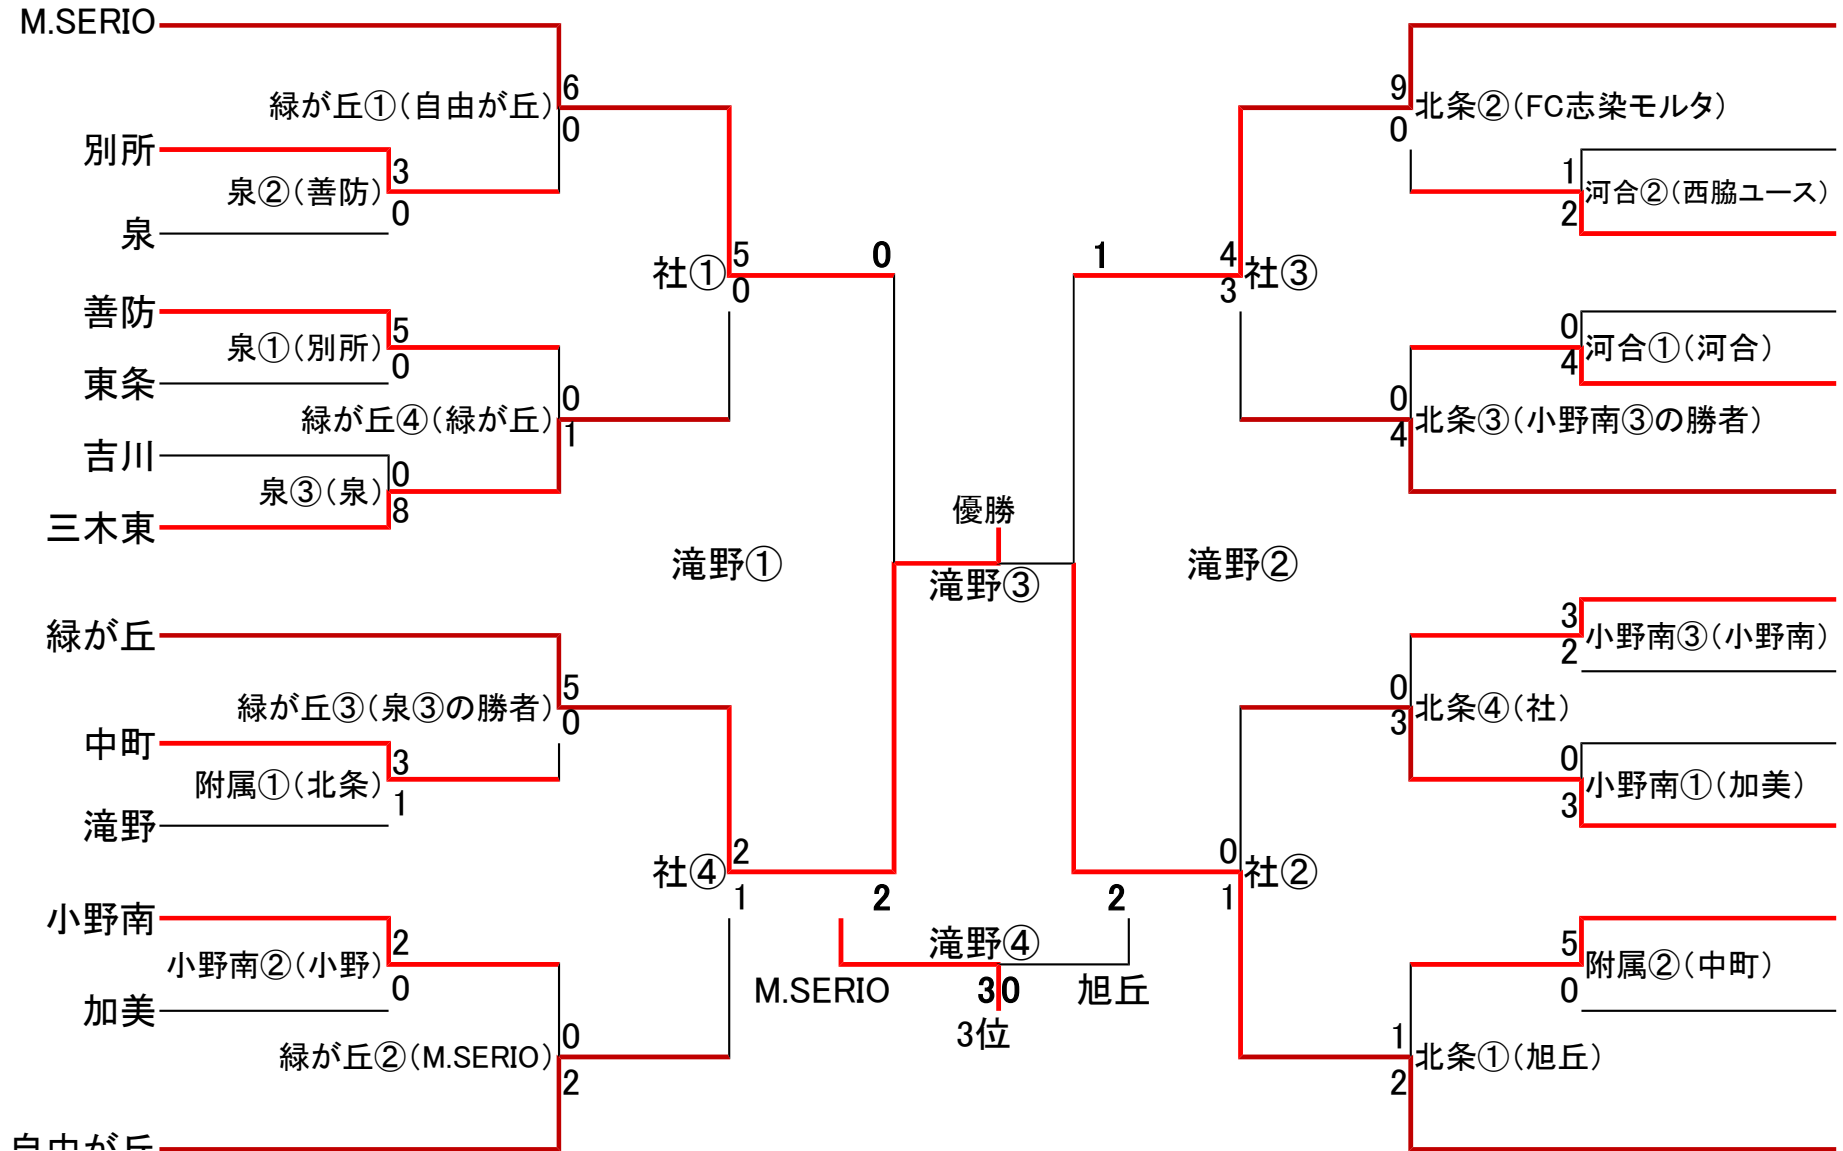 M.SERIO
6
緑が丘①(自由が丘)
0
別所
3
泉②(善防)
0
泉
5
社①
0
0
善防
5
泉①(別所)
0
東条
0
緑が丘④(緑が丘)
1
吉川
0
泉③(泉)
8
三木東
滝野①
優勝
滝野③
滝野②
緑が丘
5
緑が丘③(泉③の勝者)
0
中町
3
附属①(北条)
1
滝野
2
社④
1
2
小野南
2
小野南②(小野)
0
加美
0
緑が丘②(M.SERIO)
2
滝野④
M.SERIO
3 0
旭丘
3位
9
北条②(FC志染モルタ)
0
1
河合②(西脇ユース)
2
1
4
社③
3
0
河合①(河合)
4
0
北条③(小野南③の勝者)
4
3
小野南③(小野南)
2
0
北条④(社)
3
0
小野南①(加美)
3
0
社②
1
2
5
附属②(中町)
0
1
北条①(旭丘)
2
自由が丘